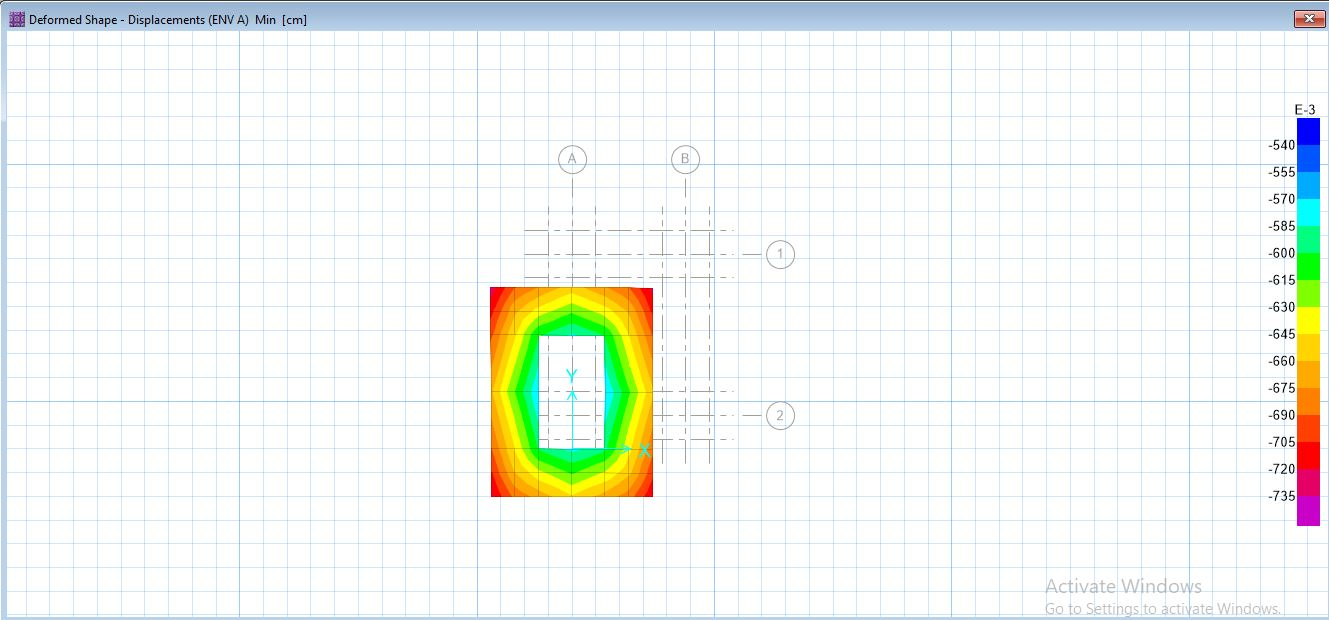 Deformed Shape - Displacements (ENV A)  Min  [cm]
E-3
-540
-555
-570
-585
-600
-615
-630
-645
-660
-675
-690
-705
-720
-735
A
B
1
2
Y
X
Activate Windows
Go to Settings to activate Windows.